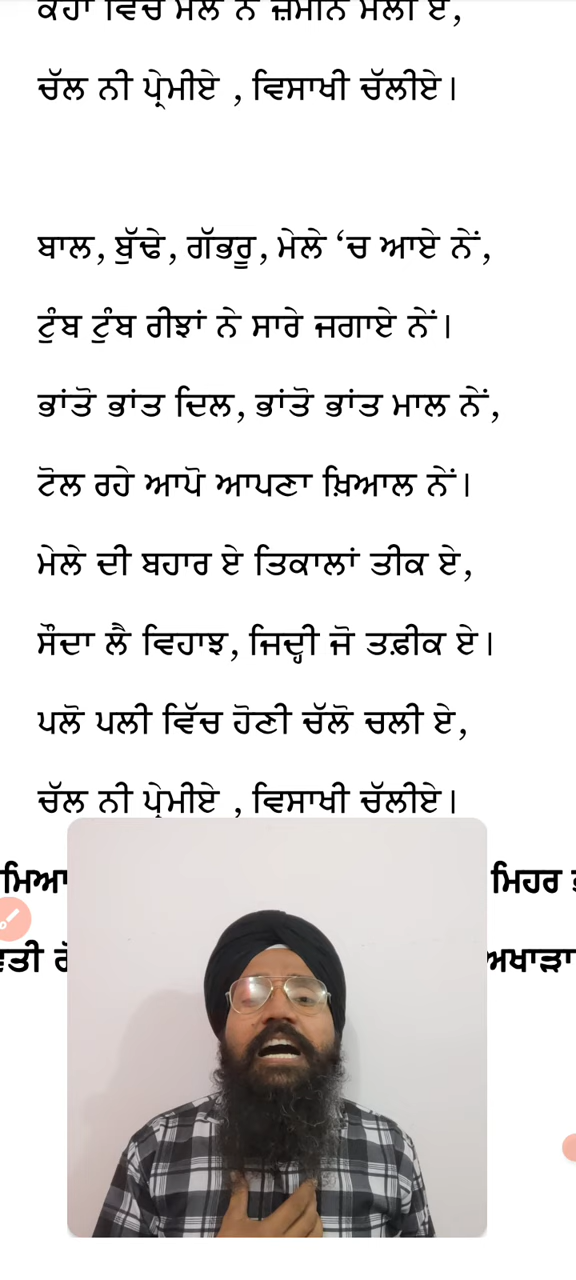 ਚੱਲ ਨੀ ਪ੍ਰੇਮੀਏ , ਵਿਸਾਖੀ ਚੱਲੀਏ।
ਬਾਲ, ਬੁੱਢੇ, ਗੱਭਰੂ, ਮੇਲੇ ‘ਚ ਆਏ ਨੇਂ,
ਟੁੰਬ ਟੁੰਬ ਰੀਝਾਂ ਨੇ ਸਾਰੇ ਜਗਾਏ ਨੇਂ।
ਭਾਂਤੋ ਭਾਂਤ ਦਿਲ, ਭਾਂਤੋ ਭਾਂਤ ਮਾਲ ਨੇਂ,
ਟੋਲ ਰਹੇ ਆਪੋ ਆਪਣਾ ਖ਼ਿਆਲ ਨੇਂ।
ਮੇਲੇ ਦੀ ਬਹਾਰ ਏ ਤਿਕਾਲਾਂ ਤੀਕ ਏ,
ਸੌਦਾ ਲੈ ਵਿਹਾਝ, ਜਿਦ੍ਹੀ ਜੋ ਤਫ਼ੀਕ ਏ।
ਪਲੋ ਪਲੀ ਵਿੱਚ ਹੋਣੀ ਚੱਲੋ ਚਲੀ ਏ,
ਚੱਲ ਨੀ ਪ੍ਰੇਮੀਏ , ਵਿਸਾਖੀ ਚੱਲੀਏ।
ਮਿਹਰ
ਅਖਾੜਾ